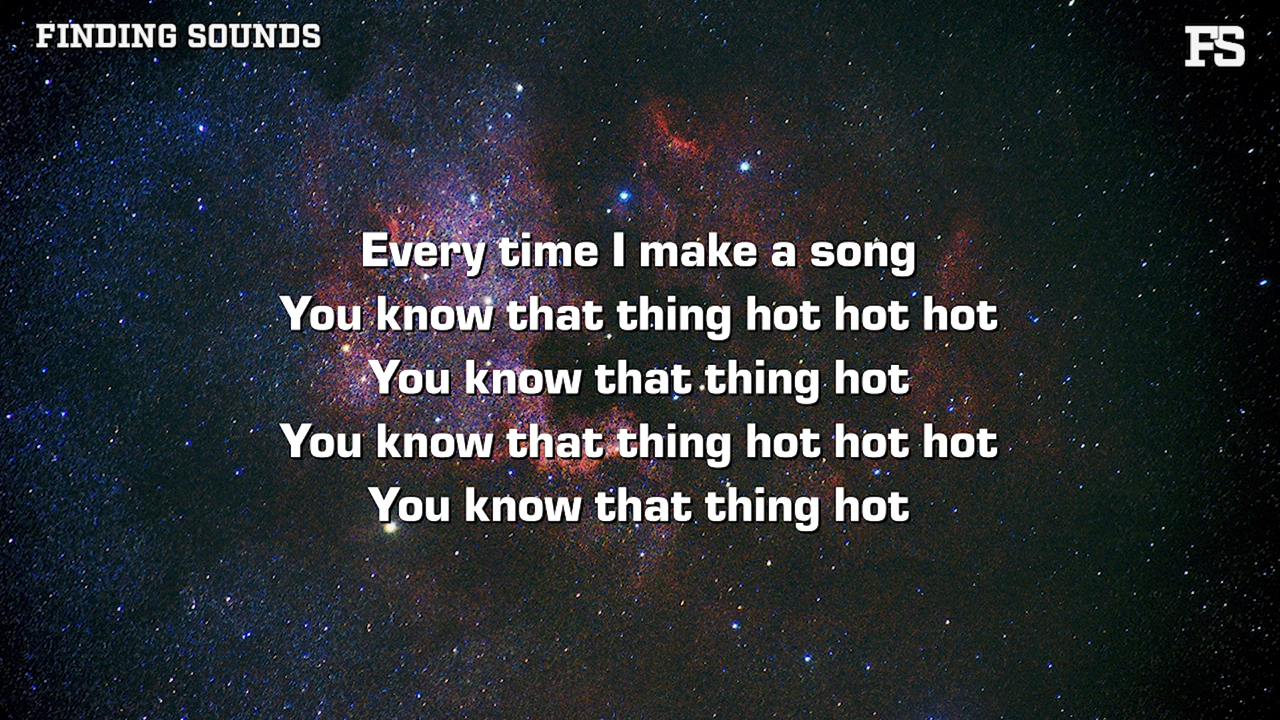 FINDING SOUNDS
FS
Every time I make a song
You know that thing hot hot hot
You know that thing hot
You know that thing hot hot hot
You know that thing hot